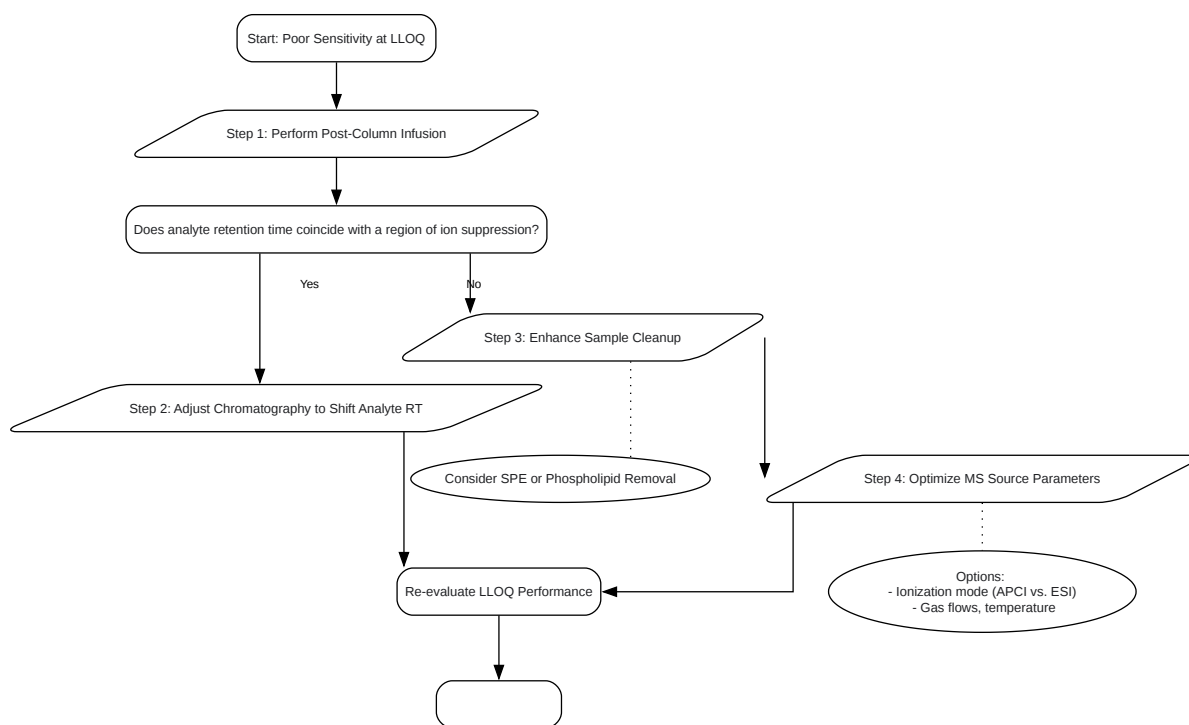 Start: Poor Sensitivity at LLOQ
Step 1: Perform Post-Column Infusion
Does analyte retention time coincide with a region of ion suppression?
Yes
No
Step 3: Enhance Sample Cleanup
Step 2: Adjust Chromatography to Shift Analyte RT
Consider SPE or Phospholipid Removal
Step 4: Optimize MS Source Parameters
Options:
- Ionization mode (APCI vs. ESI)
- Gas flows, temperature
Re-evaluate LLOQ Performance